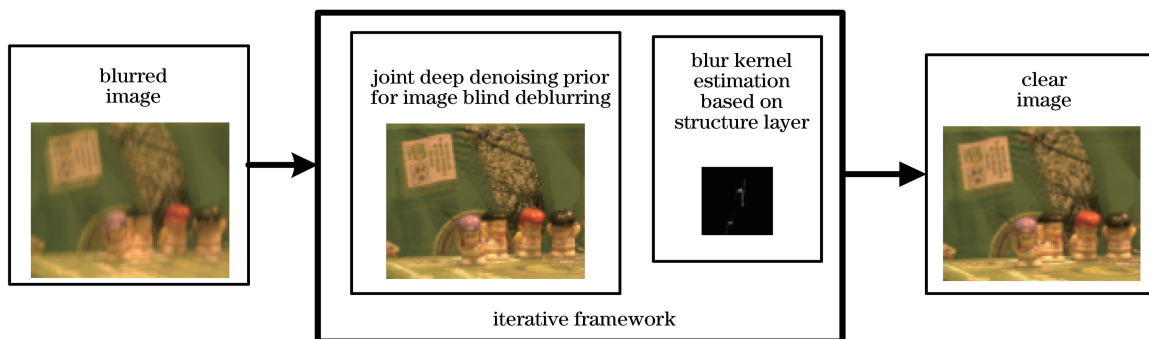 blurred
image
joint deep denoising prior
for image blind deblurring
blur kernel
estimation
based on
structure layer
clear
image
iterative framework